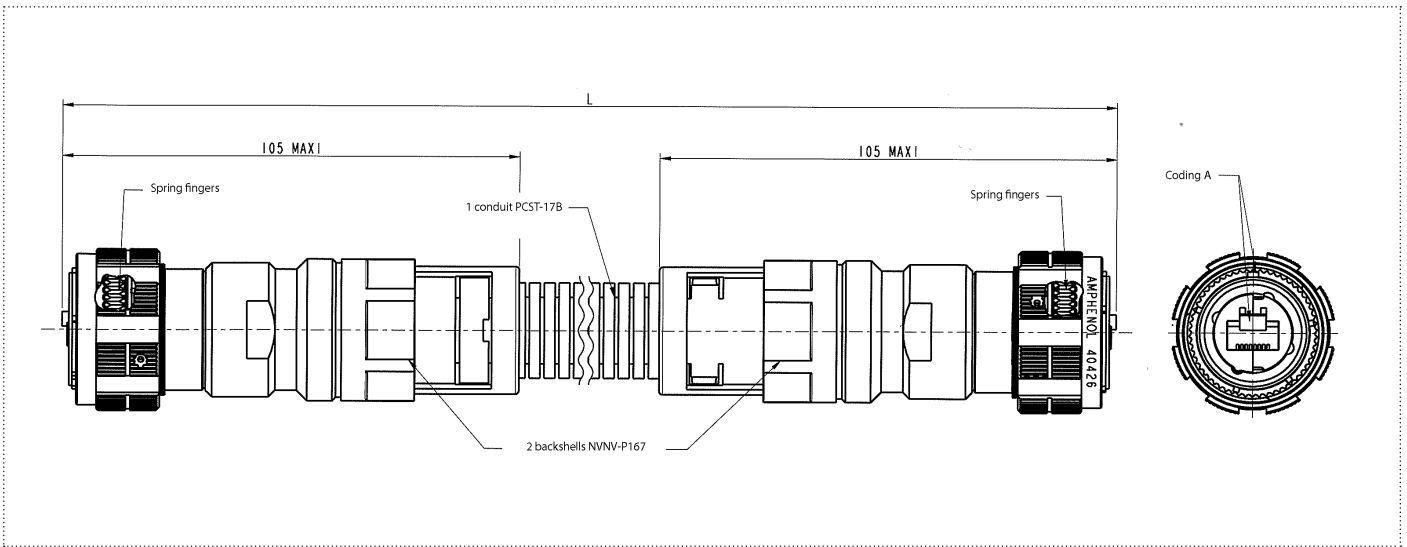 L
105 MAXI
105 MAXI
Spring fingers
Spring fingers
Coding A
1 conduit PCST-17B
AMPHENOL 40426
2 backshells NVNV-P167